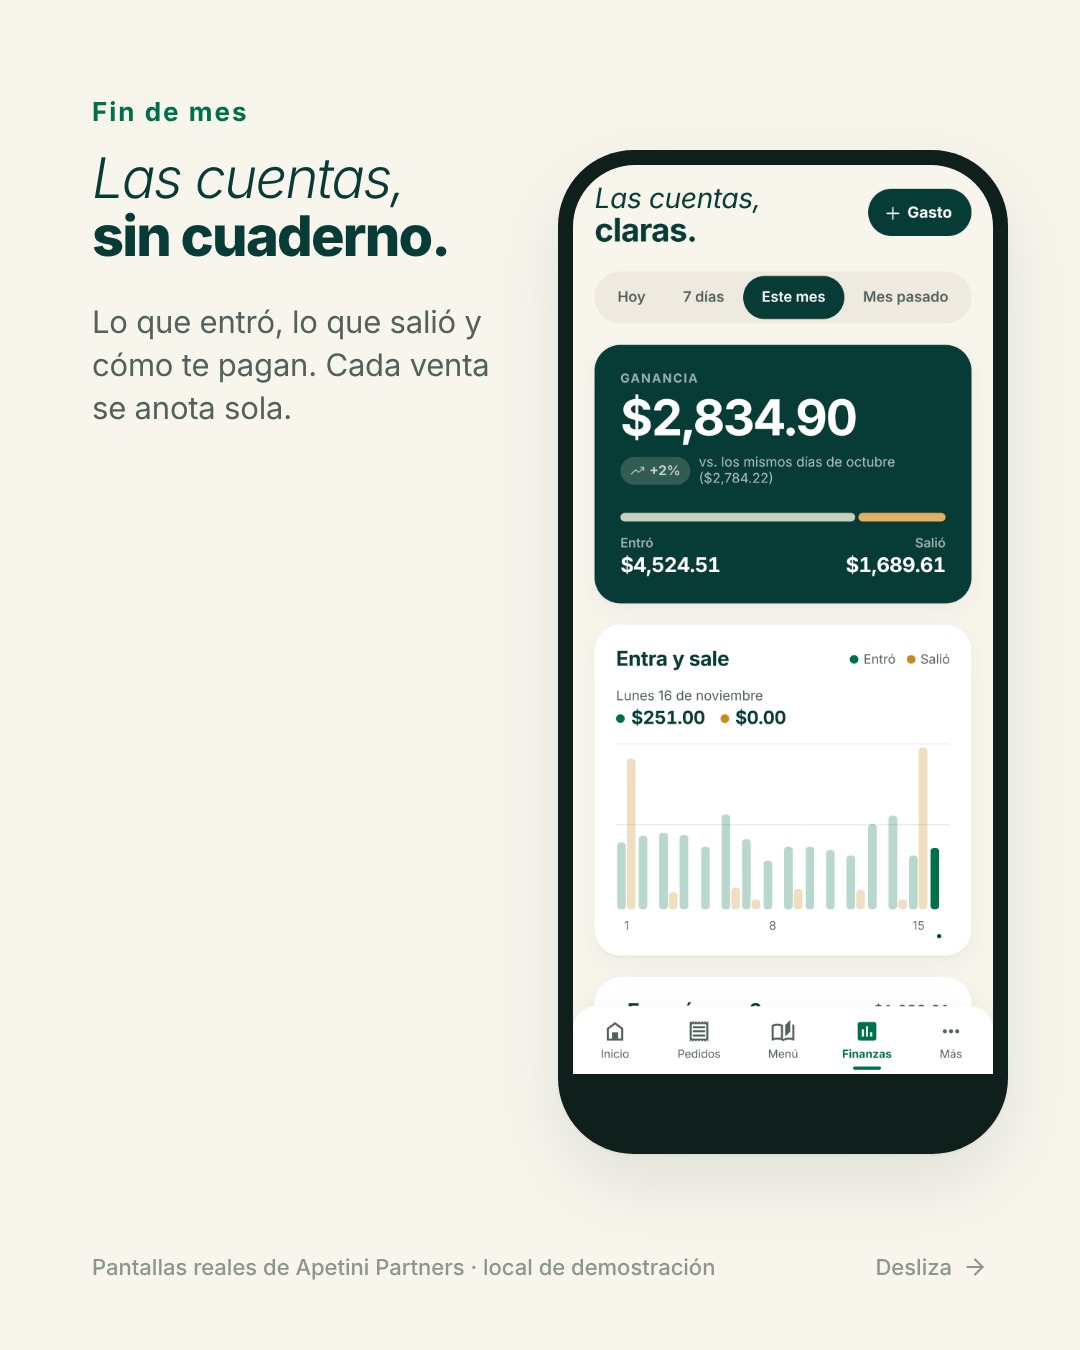 Fin de mes
Las cuentas,
sin cuaderno.
Lo que entró, lo que salió y
cómo te pagan. Cada venta
se anota sola.
Las cuentas,
claras.
+ Gasto
Hoy 7 días Este mes Mes pasado
GANANCIA
$2,834.90
+2% vs. los mismos días de octubre
($2,784.22)
Entró Salió
$4,524.51 $1,689.61
Entra y sale
Entró Salió
Lunes 16 de noviembre
$251.00 $0.00
1 8 15
Inicio Pedidos Menú Finanzas Más
Pantallas reales de Apetini Partners · local de demostración
Desliza →